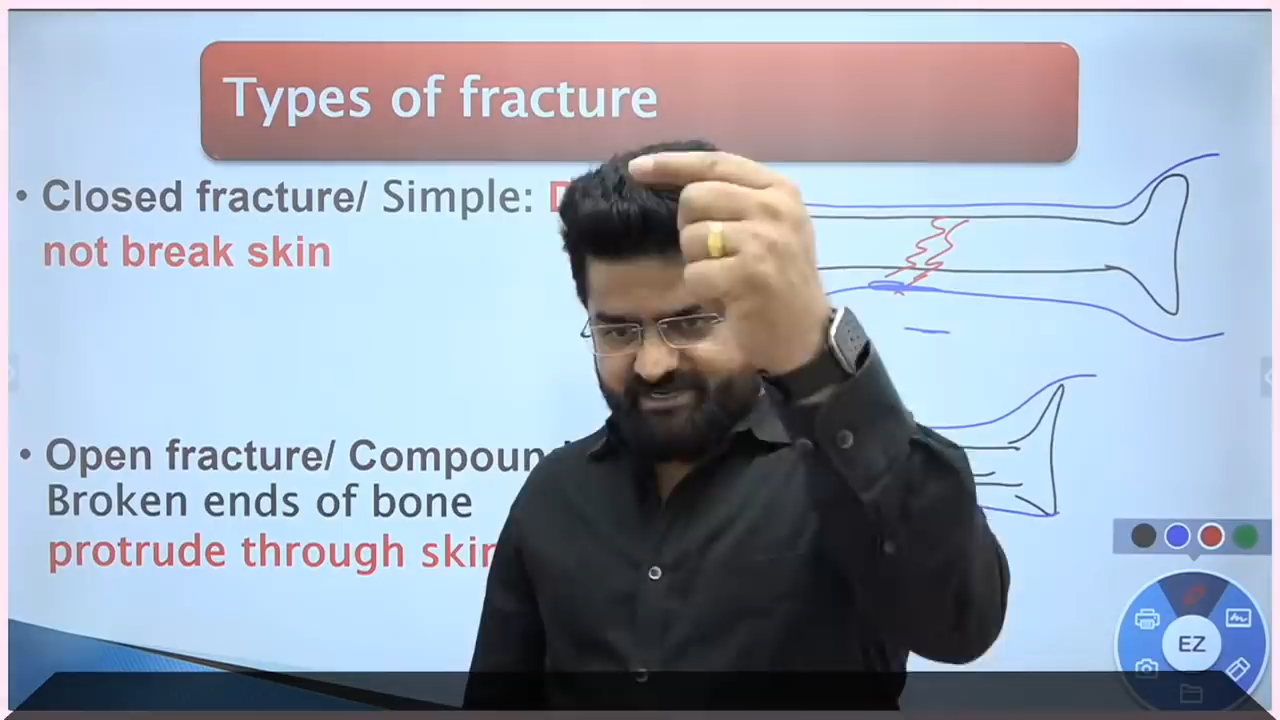 Types of fracture
• Closed fracture/ Simple:
not break skin
• Open fracture/ Compoun
Broken ends of bone
protrude through skin
EZ